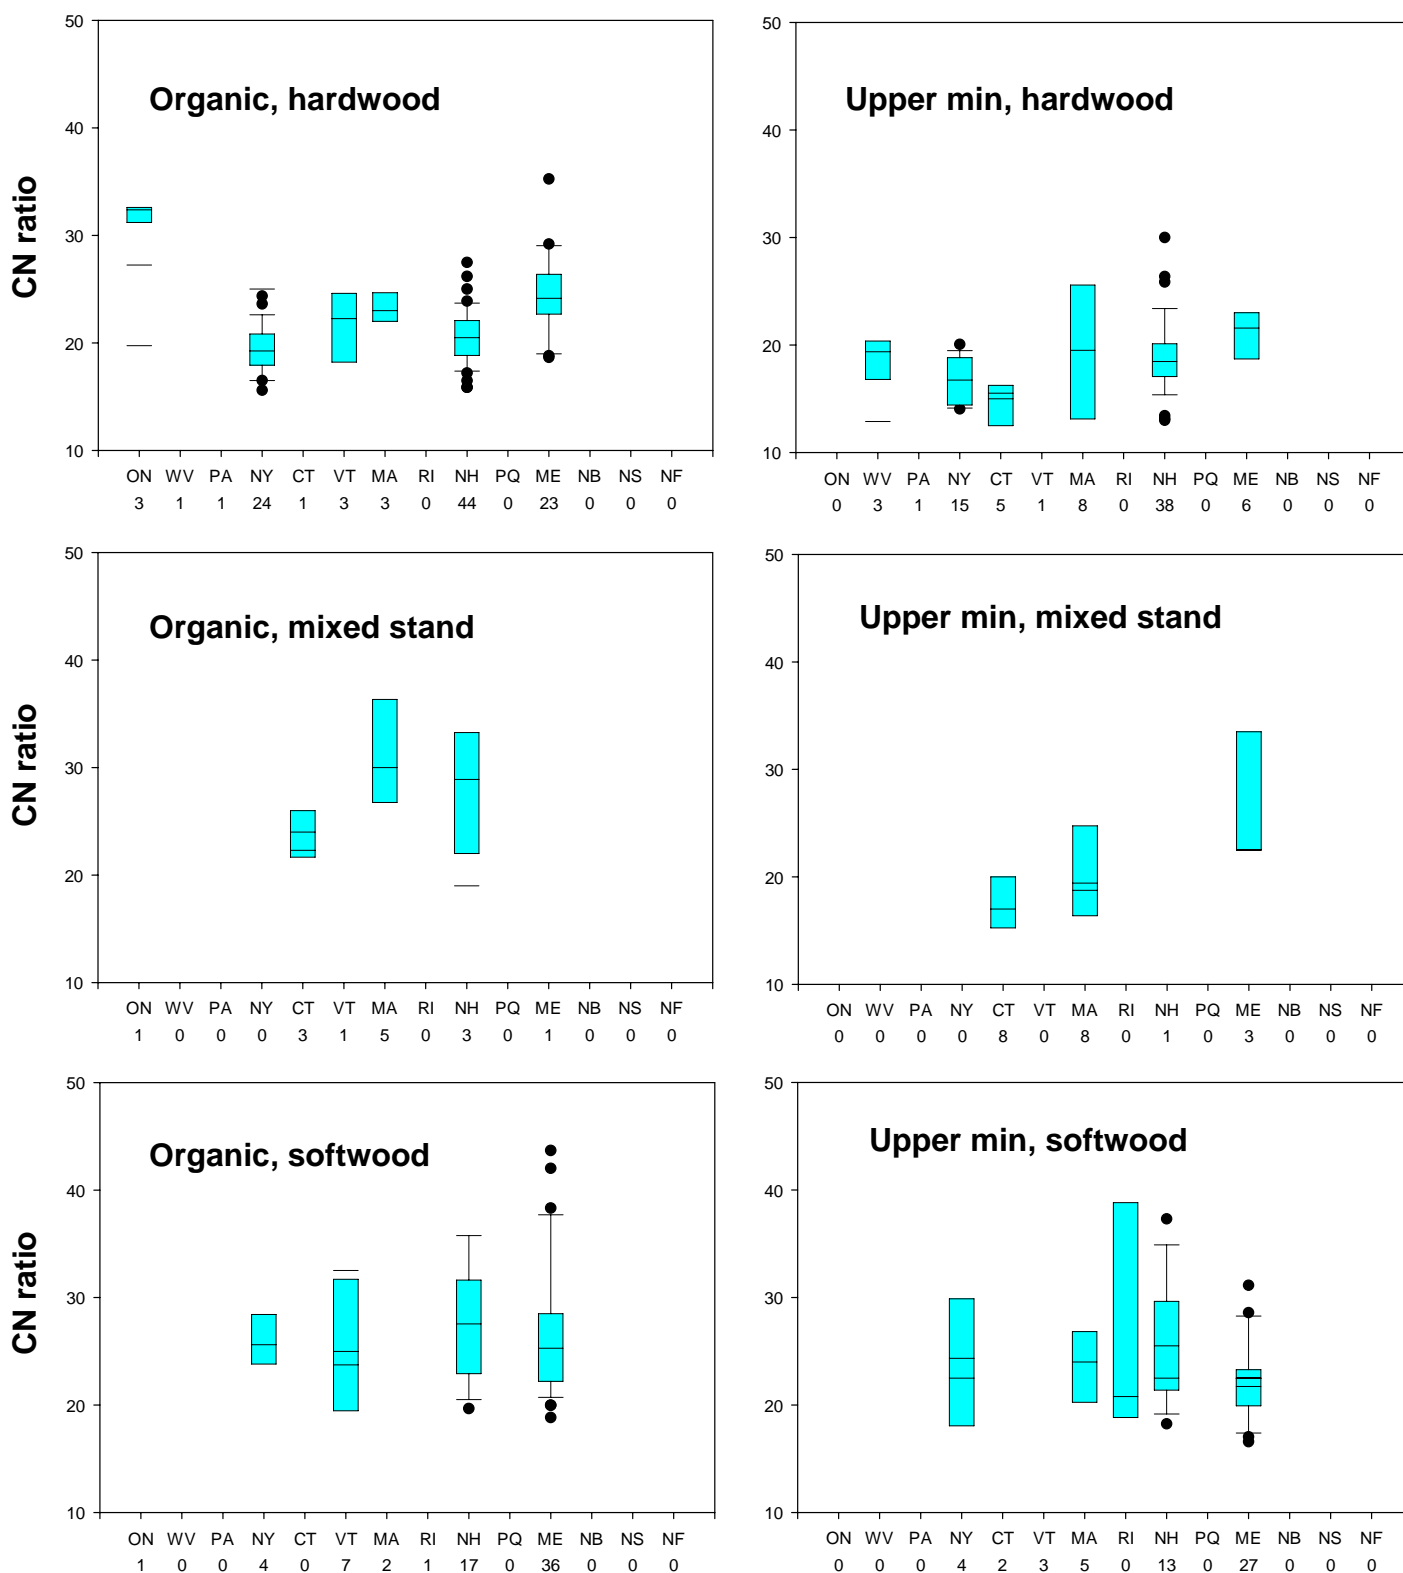 50 50
Organic, hardwood Upper min, hardwood
40 40
CN ratio
30 30
20 20
10 10
ON WV PA NY CT VT MA RI NH PQ ME NB NS NF ON WV PA NY CT VT MA RI NH PQ ME NB NS NF
3 1 1 24 1 3 3 0 44 0 23 0 0 0 0 3 1 15 5 1 8 0 38 0 6 0 0 0
50 50
Organic, mixed stand Upper min, mixed stand
40 40
CN ratio
30 30
20 20
10 10
ON WV PA NY CT VT MA RI NH PQ ME NB NS NF ON WV PA NY CT VT MA RI NH PQ ME NB NS NF
1 0 0 0 3 1 5 0 3 0 1 0 0 0 0 0 0 0 8 0 8 0 1 0 3 0 0 0
50 50
Organic, softwood Upper min, softwood
40 40
CN ratio
30 30
20 20
10 10
ON WV PA NY CT VT MA RI NH PQ ME NB NS NF ON WV PA NY CT VT MA RI NH PQ ME NB NS NF
1 0 0 4 0 7 2 1 17 0 36 0 0 0 0 0 0 4 2 3 5 0 13 0 27 0 0 0